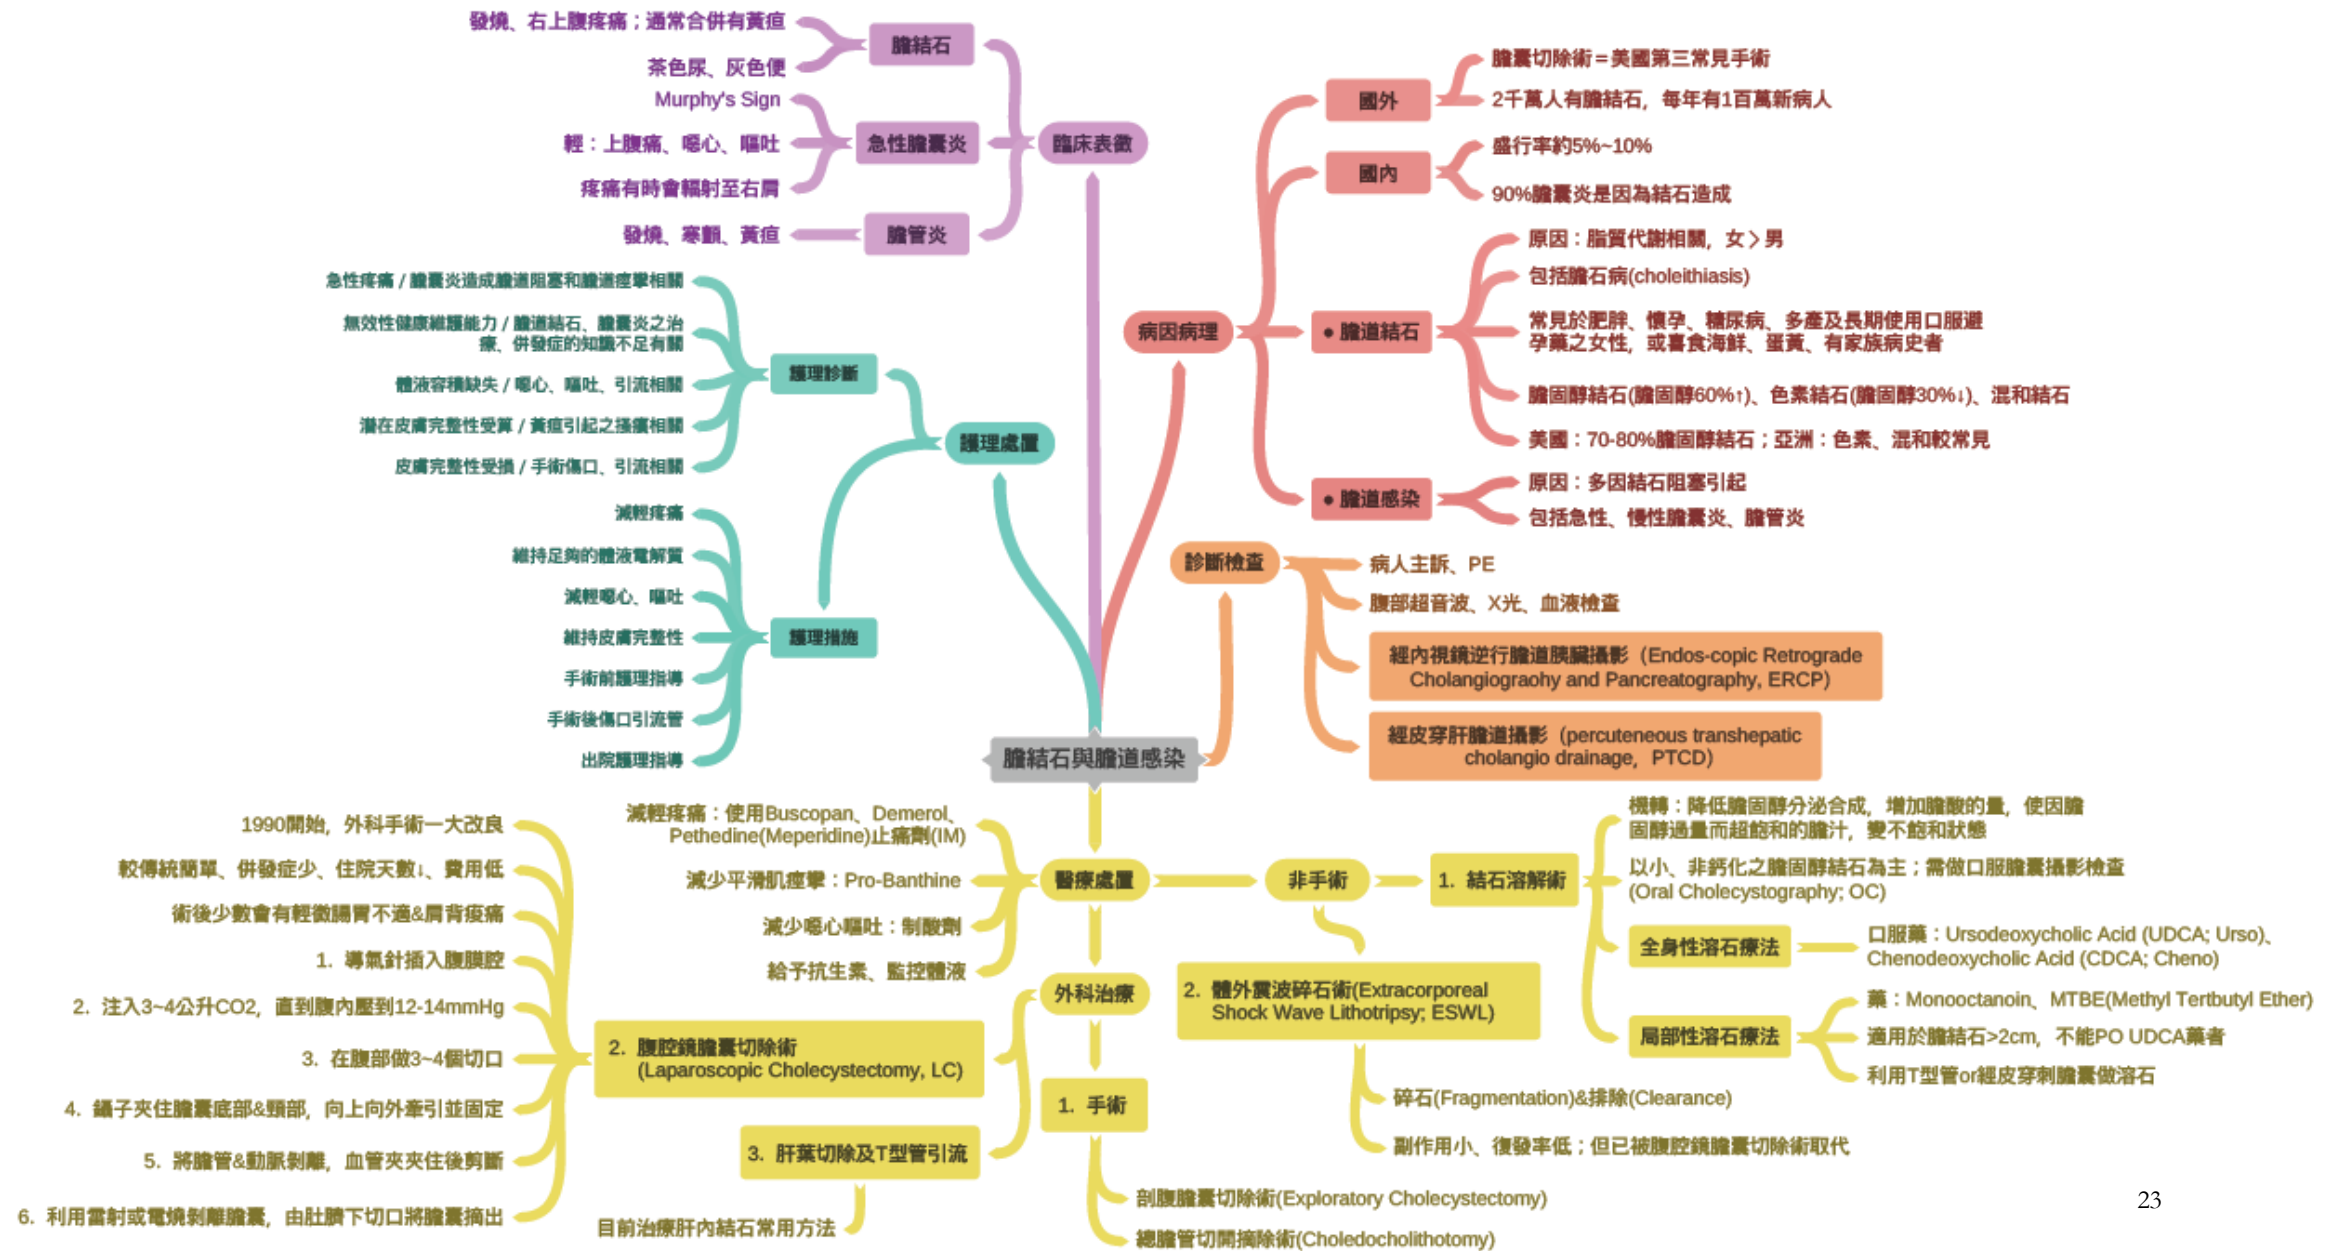 發燒、右上腹疼痛；通常合併有黃疸
茶色尿、灰色便
膽結石
Murphy's Sign
輕：上腹痛、噁心、嘔吐
疼痛有時會輻射至右肩
急性膽囊炎
發燒、寒顫、黃疸
膽管炎
臨床表徵
國外
膽囊切除術＝美國第三常見手術
2千萬人有膽結石，每年有1百萬新病人
國內
盛行率約5%~10%
90%膽囊炎是因為結石造成
病因病理
● 膽道結石
原因：脂質代謝相關，女＞男
包括膽石病(choleithiasis)
常見於肥胖、懷孕、糖尿病、多產及長期使用口服避
孕藥之女性，或喜食海鮮、蛋黃、有家族病史者
膽固醇結石(膽固醇60%↑)、色素結石(膽固醇30%↓)、混和結石
美國：70-80%膽固醇結石；亞洲：色素、混和較常見
● 膽道感染
原因：多因結石阻塞引起
包括急性、慢性膽囊炎、膽管炎
急性疼痛 / 膽囊炎造成膽道阻塞和膽道痙攣相關
無效性健康維護能力 / 膽道結石、膽囊炎之治
療、併發症的知識不足有關
體液容積缺失 / 噁心、嘔吐、引流相關
潛在皮膚完整性受算 / 黃疸引起之搔癢相關
皮膚完整性受損 / 手術傷口、引流相關
護理診斷
護理處置
減輕疼痛
維持足夠的體液電解質
減輕噁心、嘔吐
維持皮膚完整性
手術前護理指導
手術後傷口引流管
出院護理指導
護理措施
診斷檢查
病人主訴、PE
腹部超音波、X光、血液檢查
經內視鏡逆行膽道胰臟攝影（Endos-copic Retrograde
Cholangiograohy and Pancreatography, ERCP）
經皮穿肝膽道攝影（percuteneous transhepatic
cholangio drainage，PTCD）
膽結石與膽道感染
減輕疼痛：使用Buscopan、Demerol、
Pethedine(Meperidine)止痛劑(IM)
減少平滑肌痙攣：Pro-Banthine
減少噁心嘔吐：制酸劑
給予抗生素、監控體液
醫療處置
非手術
1. 結石溶解術
機轉：降低膽固醇分泌合成，增加膽酸的量，使因膽
固醇過量而超飽和的膽汁，變不飽和狀態
以小、非鈣化之膽固醇結石為主；需做口服膽囊攝影檢查
(Oral Cholecystography; OC)
全身性溶石療法
口服藥：Ursodeoxycholic Acid (UDCA; Urso)、
Chenodeoxycholic Acid (CDCA; Cheno)
局部性溶石療法
藥：Monooctanoin、MTBE(Methyl Tertbutyl Ether)
適用於膽結石>2cm，不能PO UDCA藥者
利用T型管or經皮穿刺膽囊做溶石
2. 體外震波碎石術(Extracorporeal
Shock Wave Lithotripsy; ESWL)
碎石(Fragmentation)&排除(Clearance)
副作用小、復發率低；但已被腹腔鏡膽囊切除術取代
外科治療
1. 手術
剖腹膽囊切除術(Exploratory Cholecystectomy)
總膽管切開摘除術(Choledocholithotomy)
2. 腹腔鏡膽囊切除術
(Laparoscopic Cholecystectomy, LC)
1990開始，外科手術一大改良
較傳統簡單、併發症少、住院天數↓、費用低
術後少數會有輕微腸胃不適&肩背痠痛
1. 導氣針插入腹膜腔
2. 注入3~4公升CO2，直到腹內壓到12-14mmHg
3. 在腹部做3~4個切口
4. 鑷子夾住膽囊底部&頸部，向上向外牽引並固定
5. 將膽管&動脈剝離，血管夾夾住後剪斷
6. 利用雷射或電燒剝離膽囊，由肚臍下切口將膽囊摘出
3. 肝葉切除及T型管引流
目前治療肝內結石常用方法
23